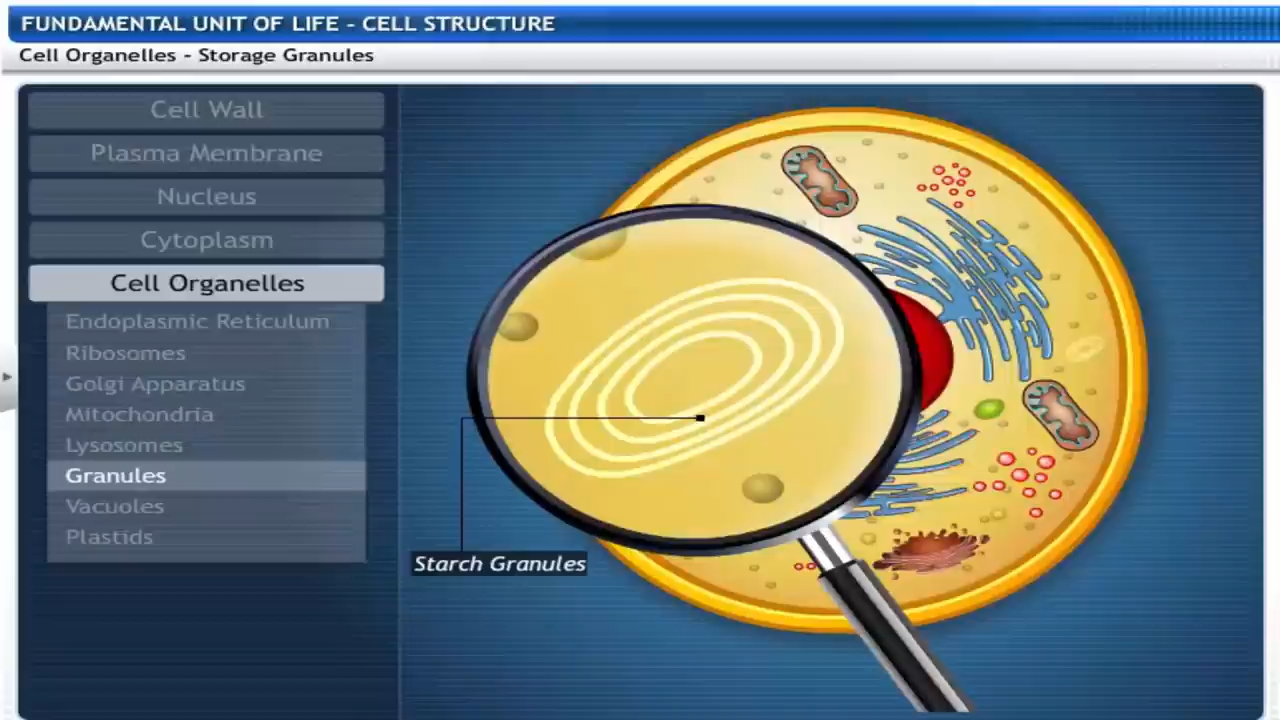 FUNDAMENTAL UNIT OF LIFE - CELL STRUCTURE
Cell Organelles - Storage Granules
Cell Wall
Plasma Membrane
Nucleus
Cytoplasm
Cell Organelles
Endoplasmic Reticulum
Ribosomes
Golgi Apparatus
Mitochondria
Lysosomes
Granules
Vacuoles
Plastids
Starch Granules